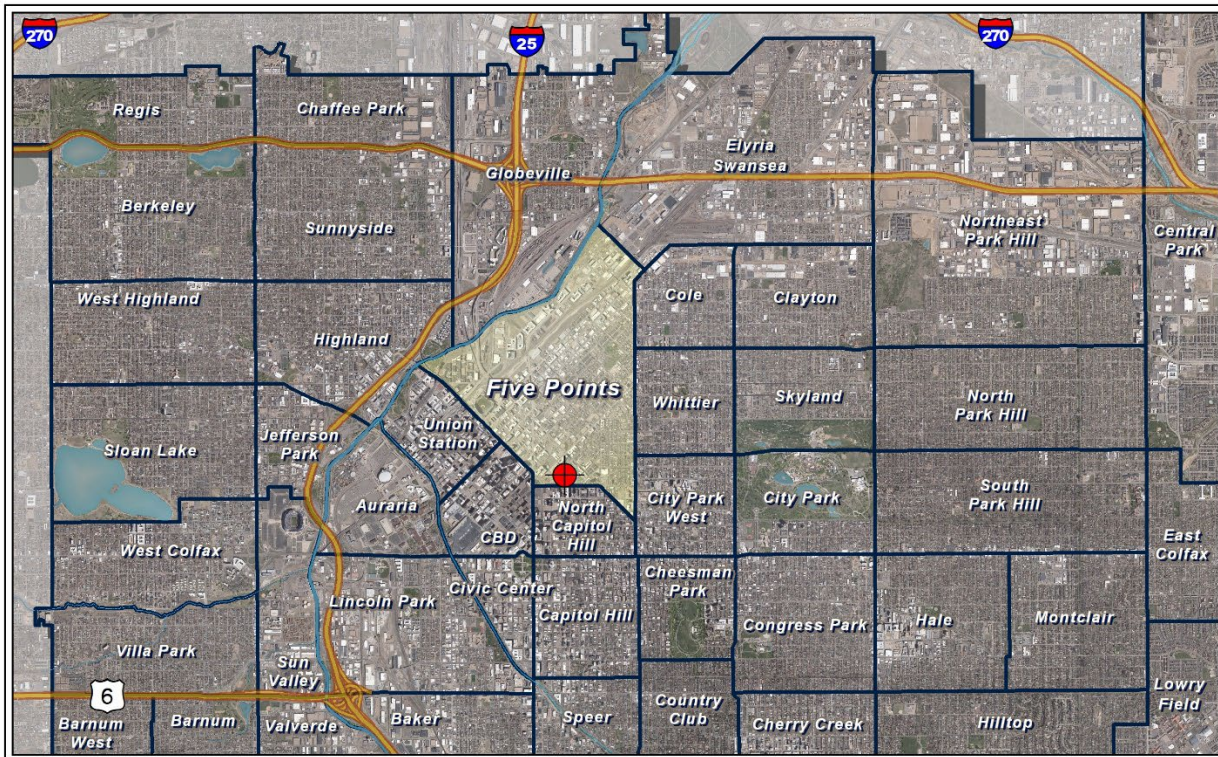 270
25
270
Regis
Chaffee Park
Elyria
Swansea
Globeville
Berkeley
Sunnyside
Northeast
Park Hill
Central
Park
West Highland
Cole
Clayton
Highland
Five Points
Whittier
Skyland
North
Park Hill
Union
Station
Jefferson
Park
Sloan Lake
Auraria
North
Capitol
Hill
City Park
West
City Park
South
Park Hill
CBD
West Colfax
East
Colfax
Civic Center
Lincoln Park
Capitol Hill
Cheesman
Park
Congress Park
Hale
Montclair
Villa Park
Sun
Valley
6
Barnum
West
Barnum
Valverde
Baker
Speer
Country
Club
Cherry Creek
Hilltop
Lowry
Field